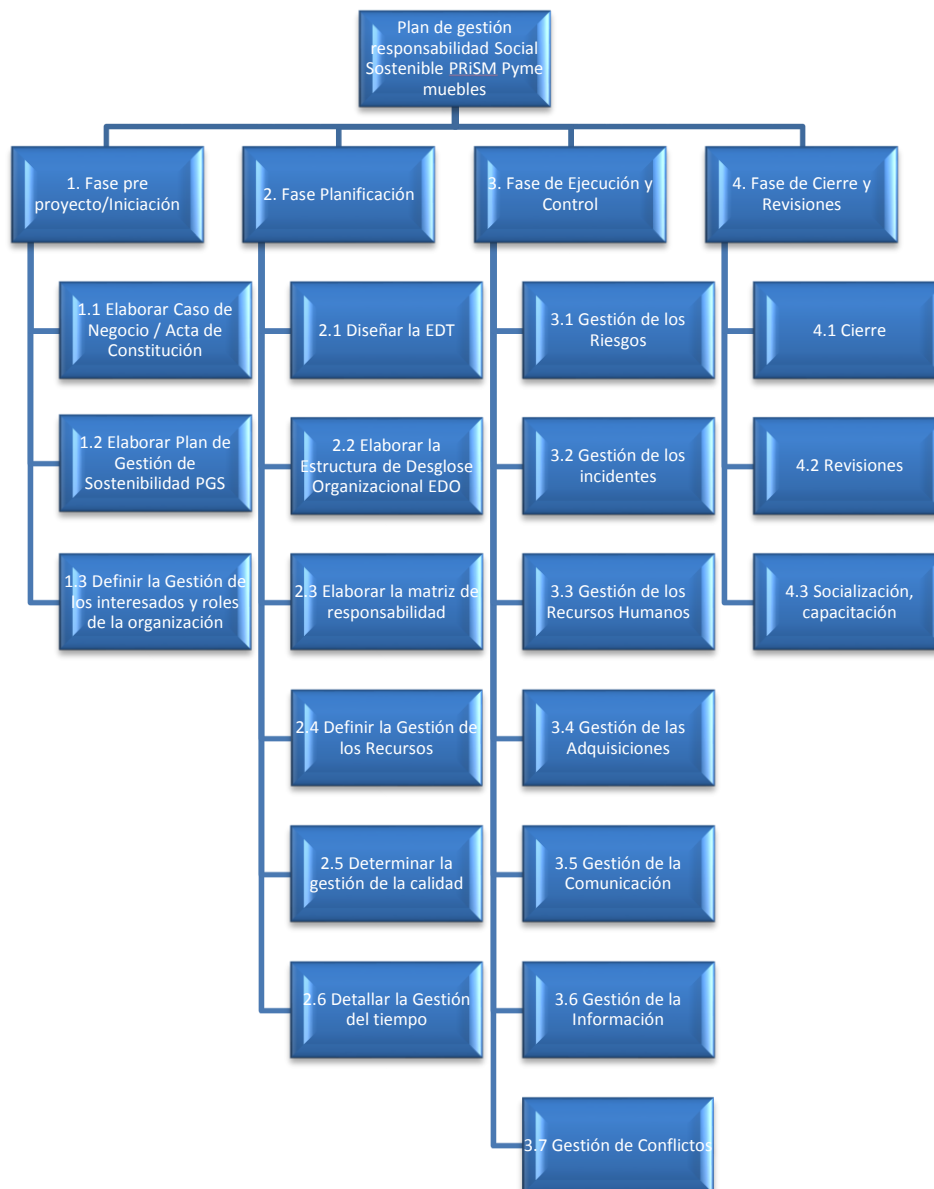 Plan de gestión
responsabilidad Social
Sostenible PRiSM Pyme
muebles
1. Fase pre
proyecto/Iniciación
2. Fase Planificación
3. Fase de Ejecución y
Control
4. Fase de Cierre y
Revisiones
1.1 Elaborar Caso de
Negocio / Acta de
Constitución
1.2 Elaborar Plan de
Gestión de
Sostenibilidad PGS
1.3 Definir la Gestión de
los interesados y roles
de la organización
2.1 Diseñar la EDT
2.2 Elaborar la
Estructura de Desglose
Organizacional EDO
2.3 Elaborar la matriz de
responsabilidad
2.4 Definir la Gestión de
los Recursos
2.5 Determinar la
gestión de la calidad
2.6 Detallar la Gestión
del tiempo
3.1 Gestión de los
Riesgos
3.2 Gestión de los
incidentes
3.3 Gestión de los
Recursos Humanos
3.4 Gestión de las
Adquisiciones
3.5 Gestión de la
Comunicación
3.6 Gestión de la
Información
3.7 Gestión de Conflictos
4.1 Cierre
4.2 Revisiones
4.3 Socialización,
capacitación